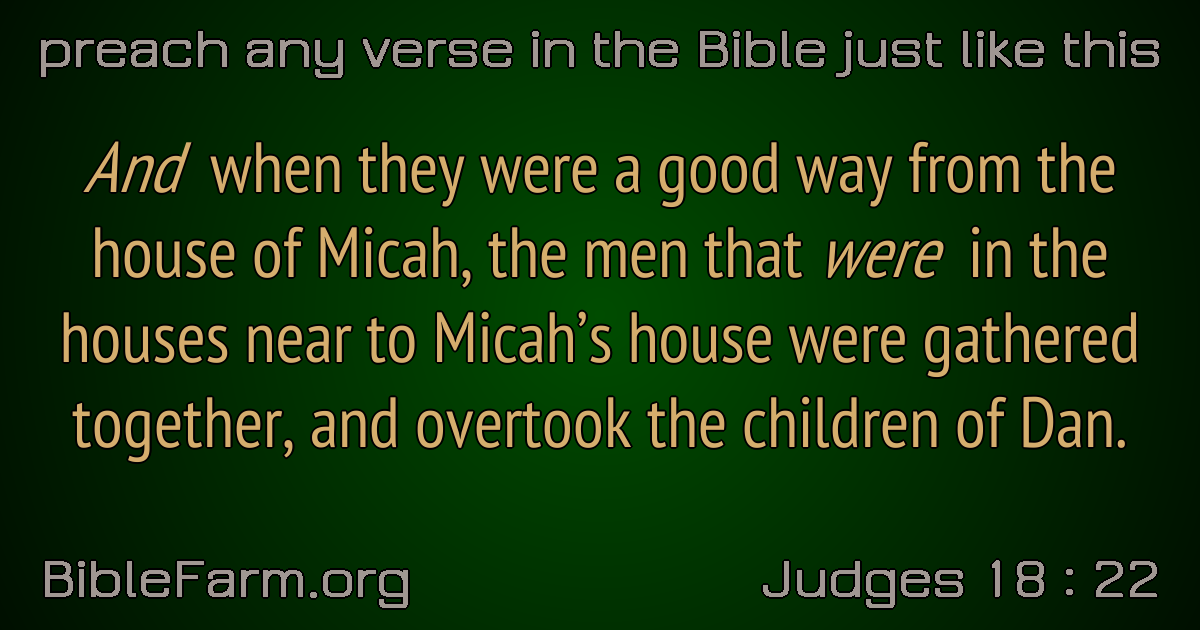 preach any verse in the Bible just like this
And when they were a good way from the
house of Micah, the men that were in the
houses near to Micah’s house were gathered
together, and overtook the children of Dan.
BibleFarm.org
Judges 18 : 22